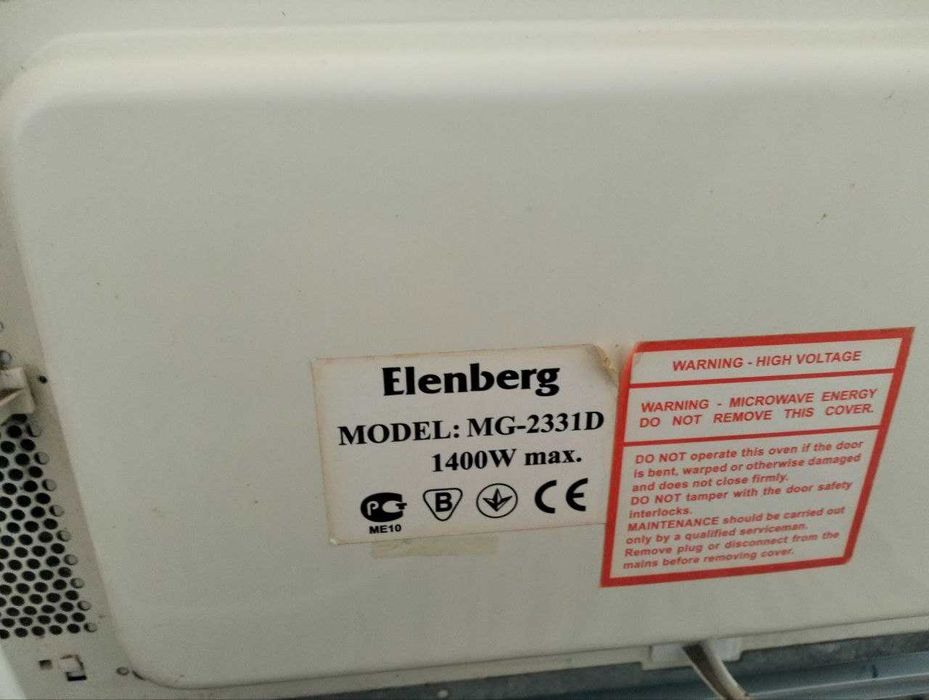 Elenberg
MODEL: MG-2331D
1400W max.
PC
ME10
B
CE
WARNING - HIGH VOLTAGE
WARNING - MICROWAVE ENERGY
DO NOT REMOVE THIS COVER.
DO NOT operate this oven if the door
is bent, warped or otherwise damaged
and does not close firmly.
DO NOT tamper with the door safety
interlocks.
MAINTENANCE should be carried out
only by a qualified serviceman.
Remove plug or disconnect from the
mains before removing cover.